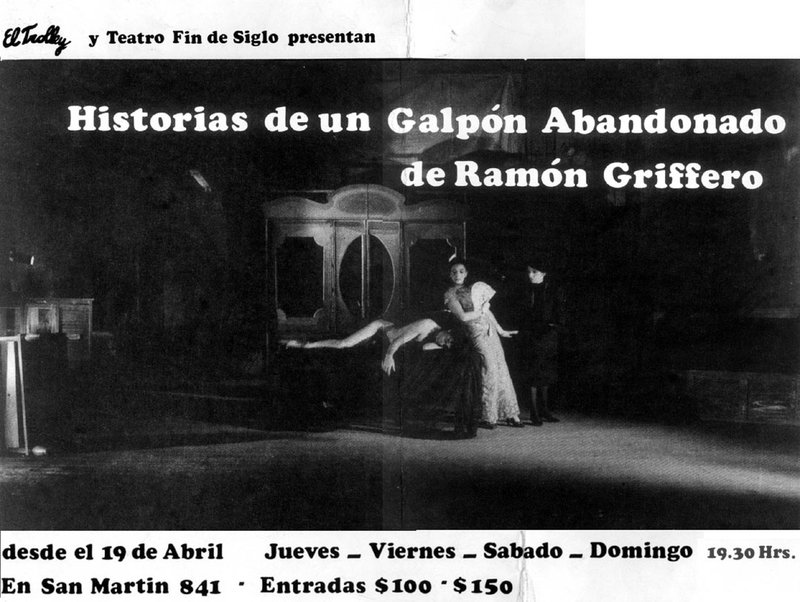 El Trolley y Teatro Fin de Siglo presentan
Historias de un Galpón Abandonado
de Ramón Griffero
desde el 19 de Abril Jueves - Viernes - Sabado - Domingo 19.30 Hrs.
En San Martin 841 · Entradas $100 - $150